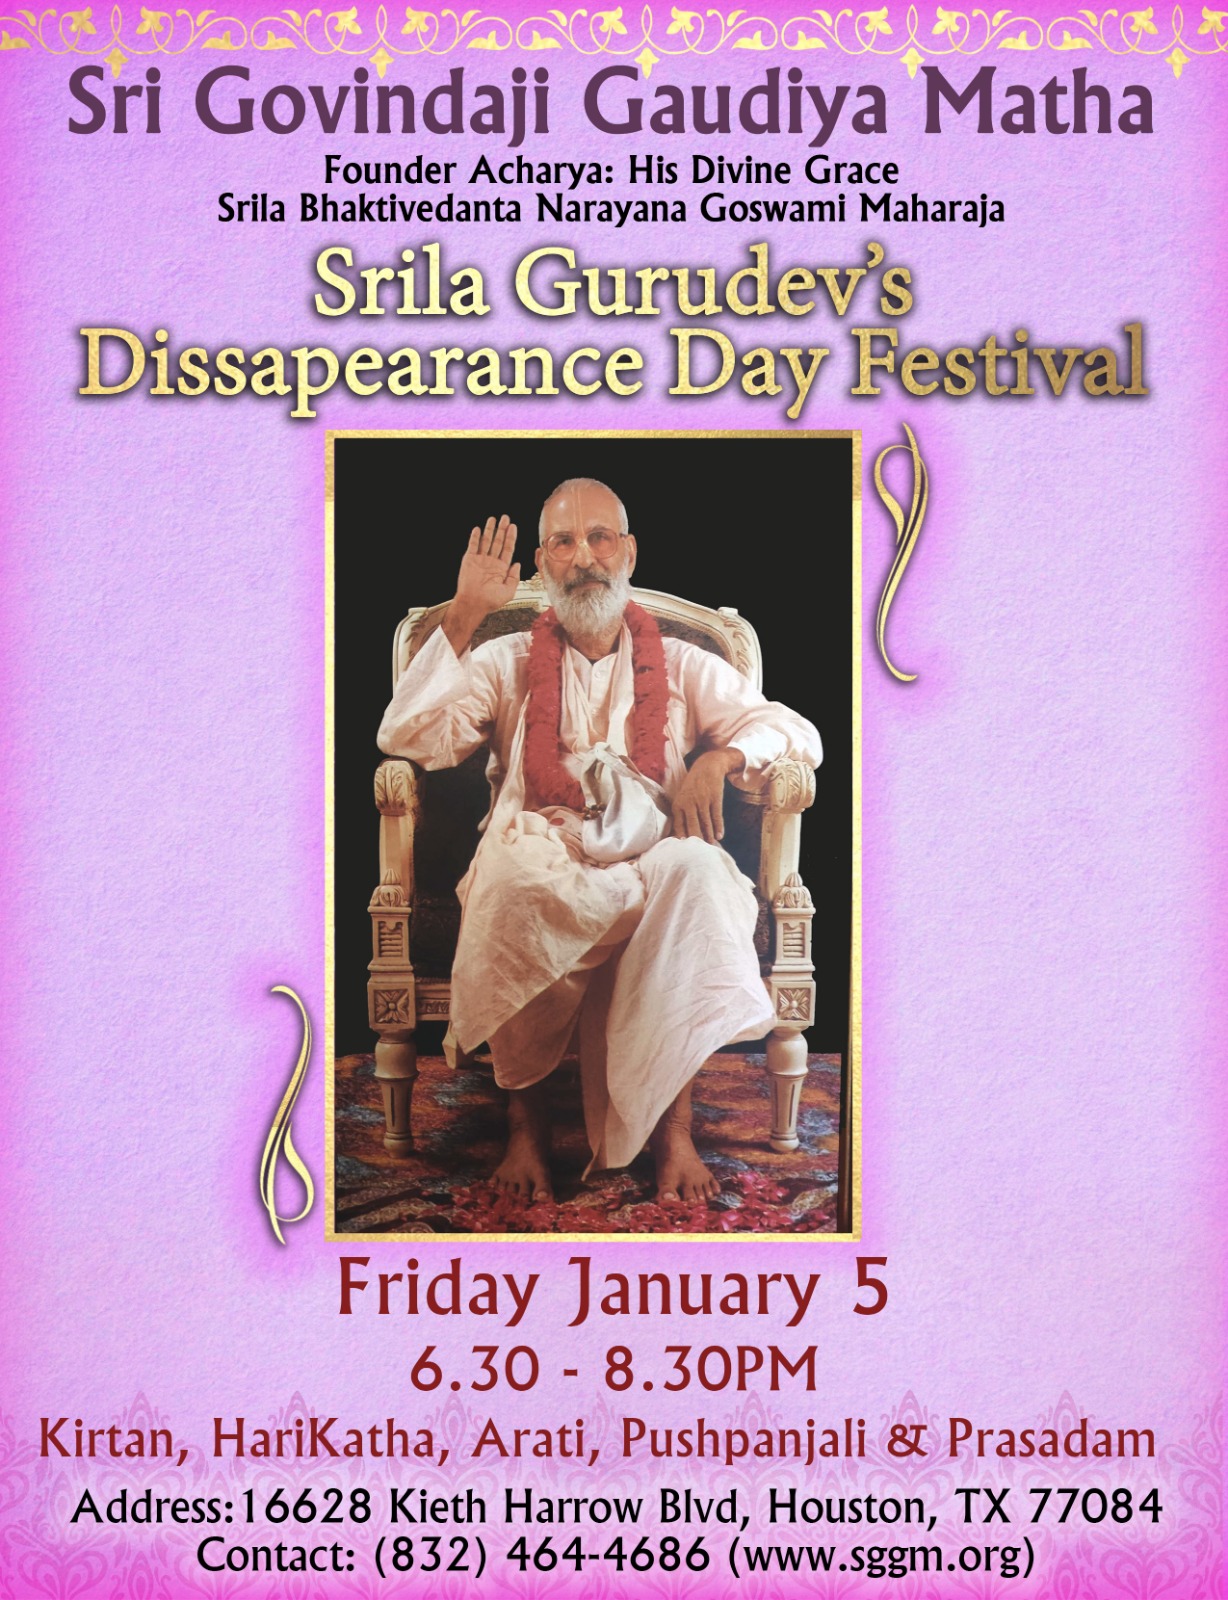 Sri Govindaji Gaudiya Matha
Founder Acharya: His Divine Grace
Srila Bhaktivedanta Narayana Goswami Maharaja
Srila Gurudev's
Dissapearance Day Festival
Friday January 5
6.30 - 8.30PM
Kirtan, HariKatha, Arati, Pushpanjali & Prasadam
Address:16628 Kieth Harrow Blvd, Houston, TX 77084
Contact: (832) 464-4686 (www.sggm.org)